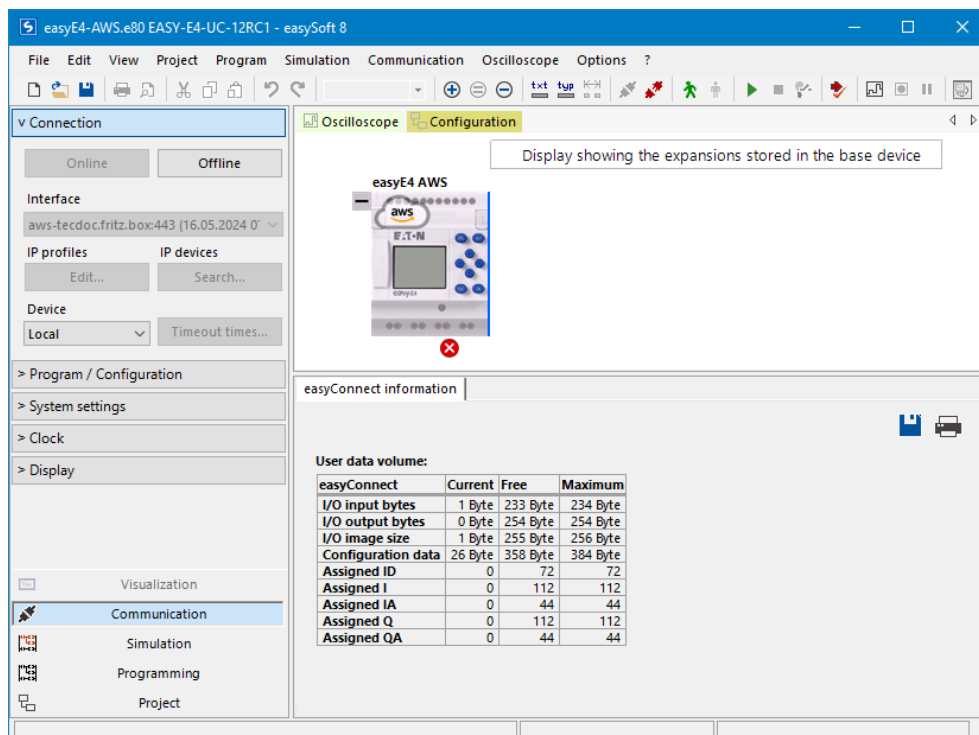 easyE4-AWS.e80 EASY-E4-UC-12RC1 - easySoft 8
File Edit View Project Program Simulation Communication Oscilloscope Options ?
txt typ
v Connection
Oscilloscope Configuration
Online Offline
Display showing the expansions stored in the base device
Interface
aws-tecdoc.fritz.box:443 (16.05.2024 0
IP profiles IP devices
Edit... Search...
Device
Local Timeout times...
> Program / Configuration
> System settings
> Clock
> Display
easyE4 AWS
aws
EATON
easyE4
easyConnect information
User data volume:
easyConnect Current Free Maximum
I/O input bytes 1 Byte 233 Byte 234 Byte
I/O output bytes 0 Byte 254 Byte 254 Byte
I/O image size 1 Byte 255 Byte 256 Byte
Configuration data 26 Byte 358 Byte 384 Byte
Assigned ID 0 72 72
Assigned I 0 112 112
Assigned IA 0 44 44
Assigned Q 0 112 112
Assigned QA 0 44 44
Visualization
Communication
Simulation
Programming
Project